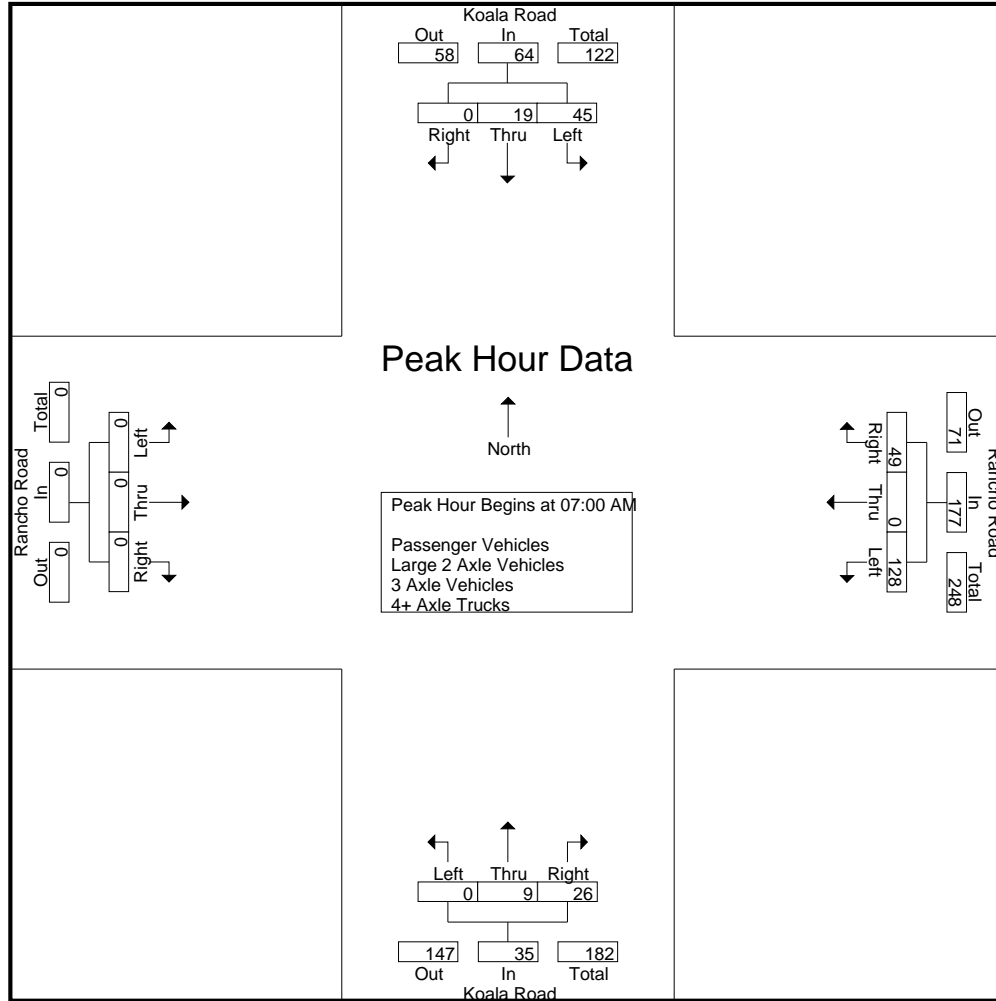 Koala Road
Out In Total
58 64 122
0 19 45
Right Thru Left
Peak Hour Data
North
Peak Hour Begins at 07:00 AM
Passenger Vehicles
Large 2 Axle Vehicles
3 Axle Vehicles
4+ Axle Trucks
Rancho Road
Out In Total
0 0 0
0 0 0
Right Thru Left
Rancho Road
Out In Total
71 177 248
49 0 128
Right Thru Left
Left Thru Right
0 9 26
147 35 182
Out In Total
Koala Road